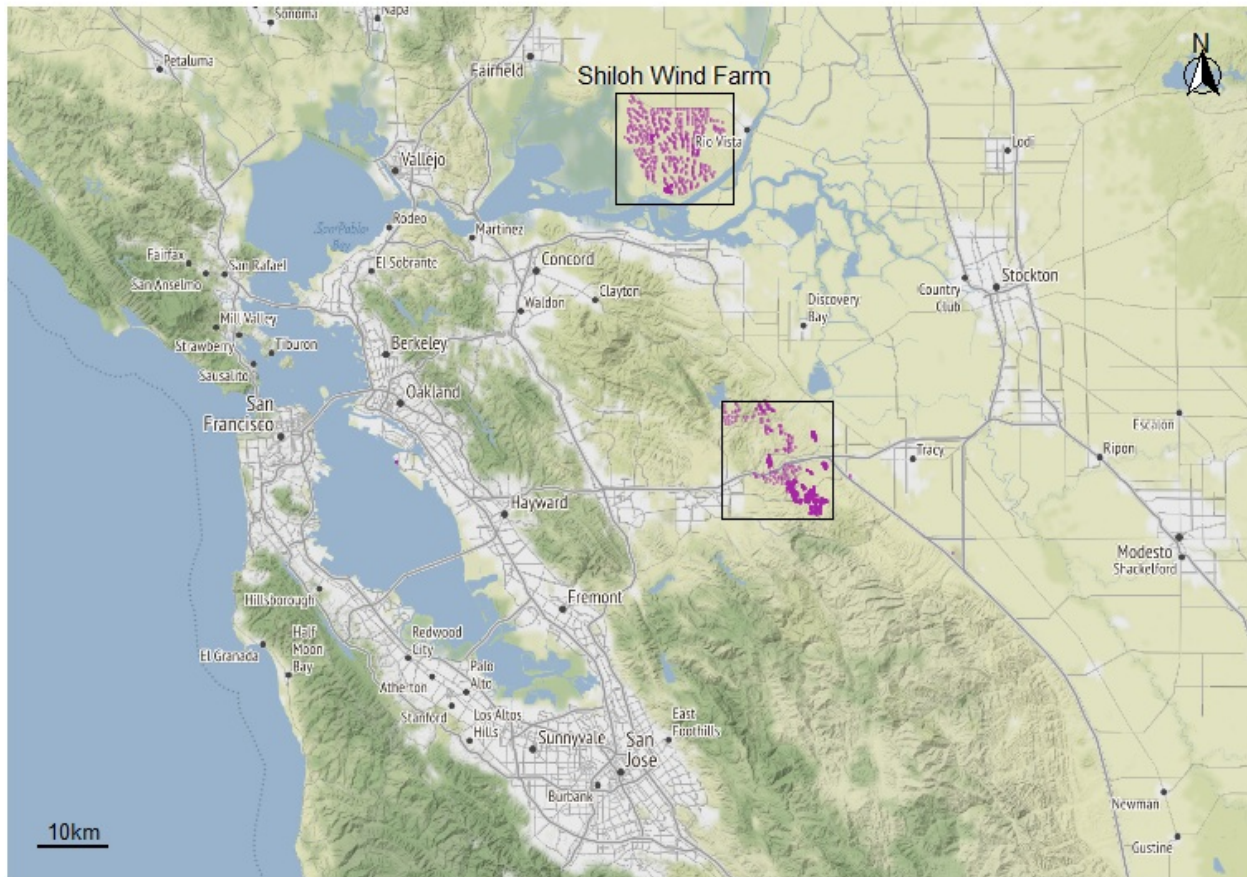 Sonoma
Napa
Petaluma
Fairfield
Shiloh Wind Farm
N
Rio Vista
Lodi
Vallejo
San Pablo
Bay
Rodeo
Martinez
Fairfax
San Rafael
San Anselmo
El Sobrante
Concord
Clayton
Waldon
Mill Valley
Strawberry
Tiburon
Sausalito
Berkeley
Oakland
San
Francisco
Discovery
Bay
Country
Club
Stockton
Escalon
Ripon
Tracy
Hayward
Modesto
Shackelford
Hillsborough
Fremont
El Granada
Half
Moon
Bay
Redwood
City
Palo
Alto
Atherton
Stanford
Los Altos
Hills
Sunnyvale
San
Jose
East
Foothills
Burbank
Newman
Gustine
10km